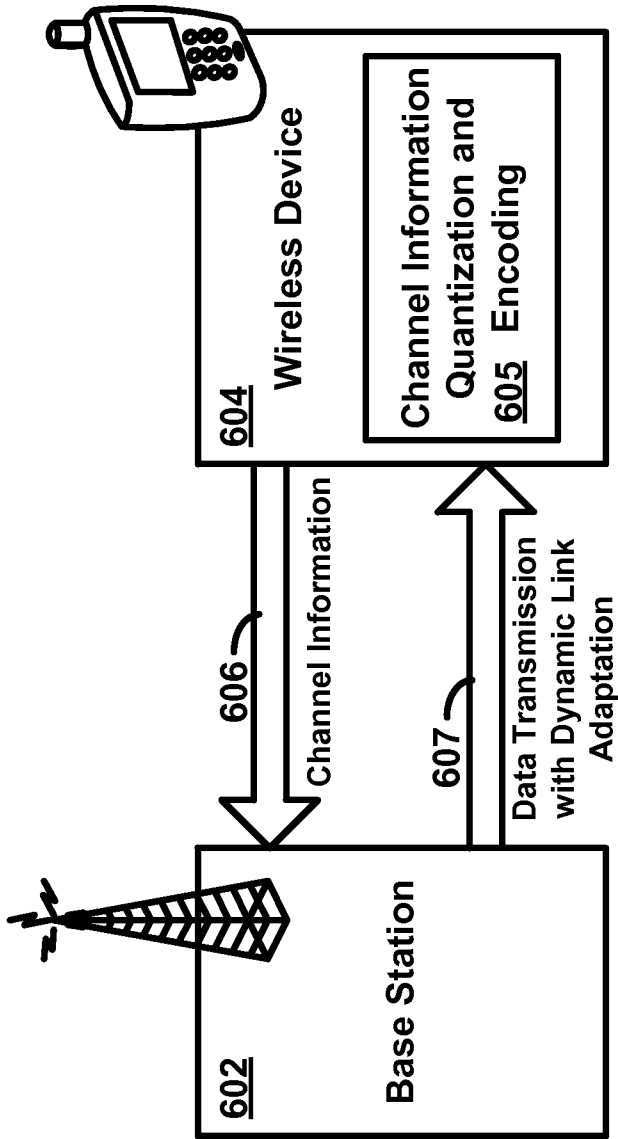 602
Base Station
606
Channel Information
607
Data Transmission
with Dynamic Link
Adaptation
604
Wireless Device
Channel Information
Quantization and
605 Encoding